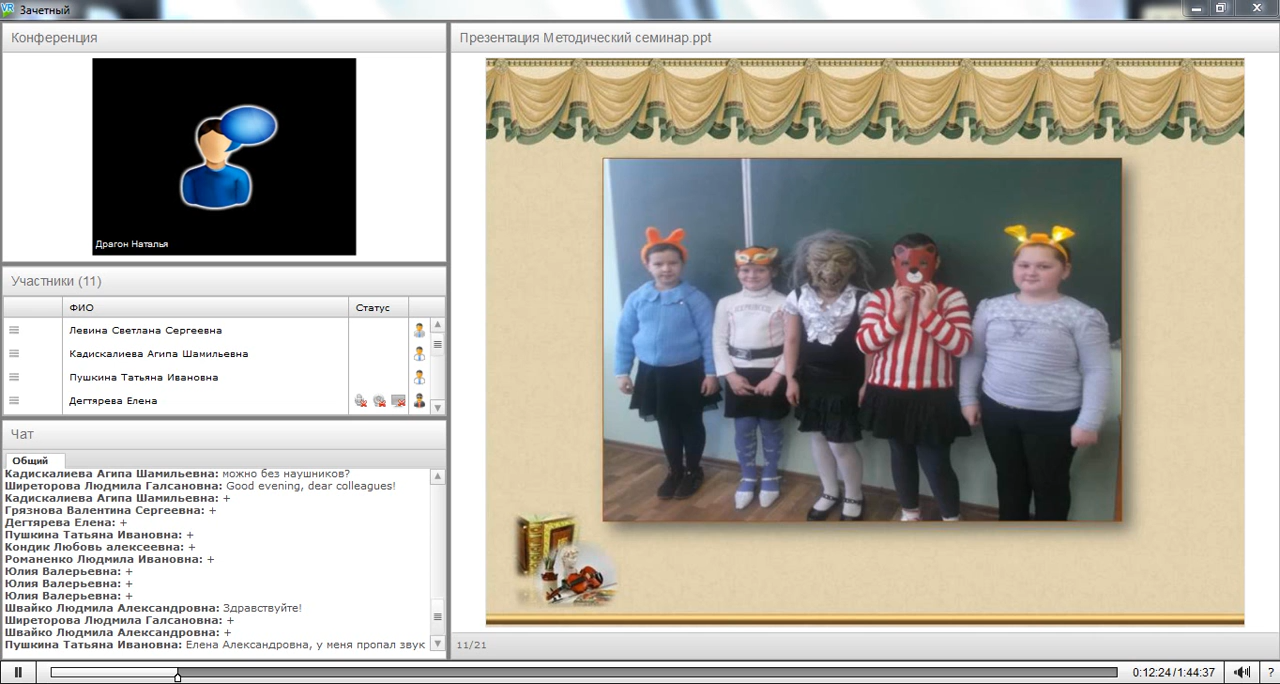 Зачетный
Конференция
Драгон Наталья
Участники (11)
ФИО Статус
Левина Светлана Сергеевна
Кадискалиева Агипа Шамильевна
Пушкина Татьяна Ивановна
Дегтярева Елена
Чат
Общий
Кадискалиева Агипа Шамильевна: можно без наушников?
Ширеторова Людмила Галсановна: Good evening, dear colleagues!
Кадискалиева Агипа Шамильевна: +
Грязнова Валентина Сергеевна: +
Дегтярева Елена: +
Пушкина Татьяна Ивановна: +
Кондик Любовь алексеевна: +
Романенко Людмила Ивановна: +
Юлия Валерьевна: +
Юлия Валерьевна: +
Юлия Валерьевна: +
Швайко Людмила Александровна: Здравствуйте!
Ширеторова Людмила Галсановна: +
Швайко Людмила Александровна: +
Пушкина Татьяна Ивановна: Елена Александровна, у меня пропал звук
Презентация Методический семинар.ppt
11/21
0:12:24/1:44:37
?